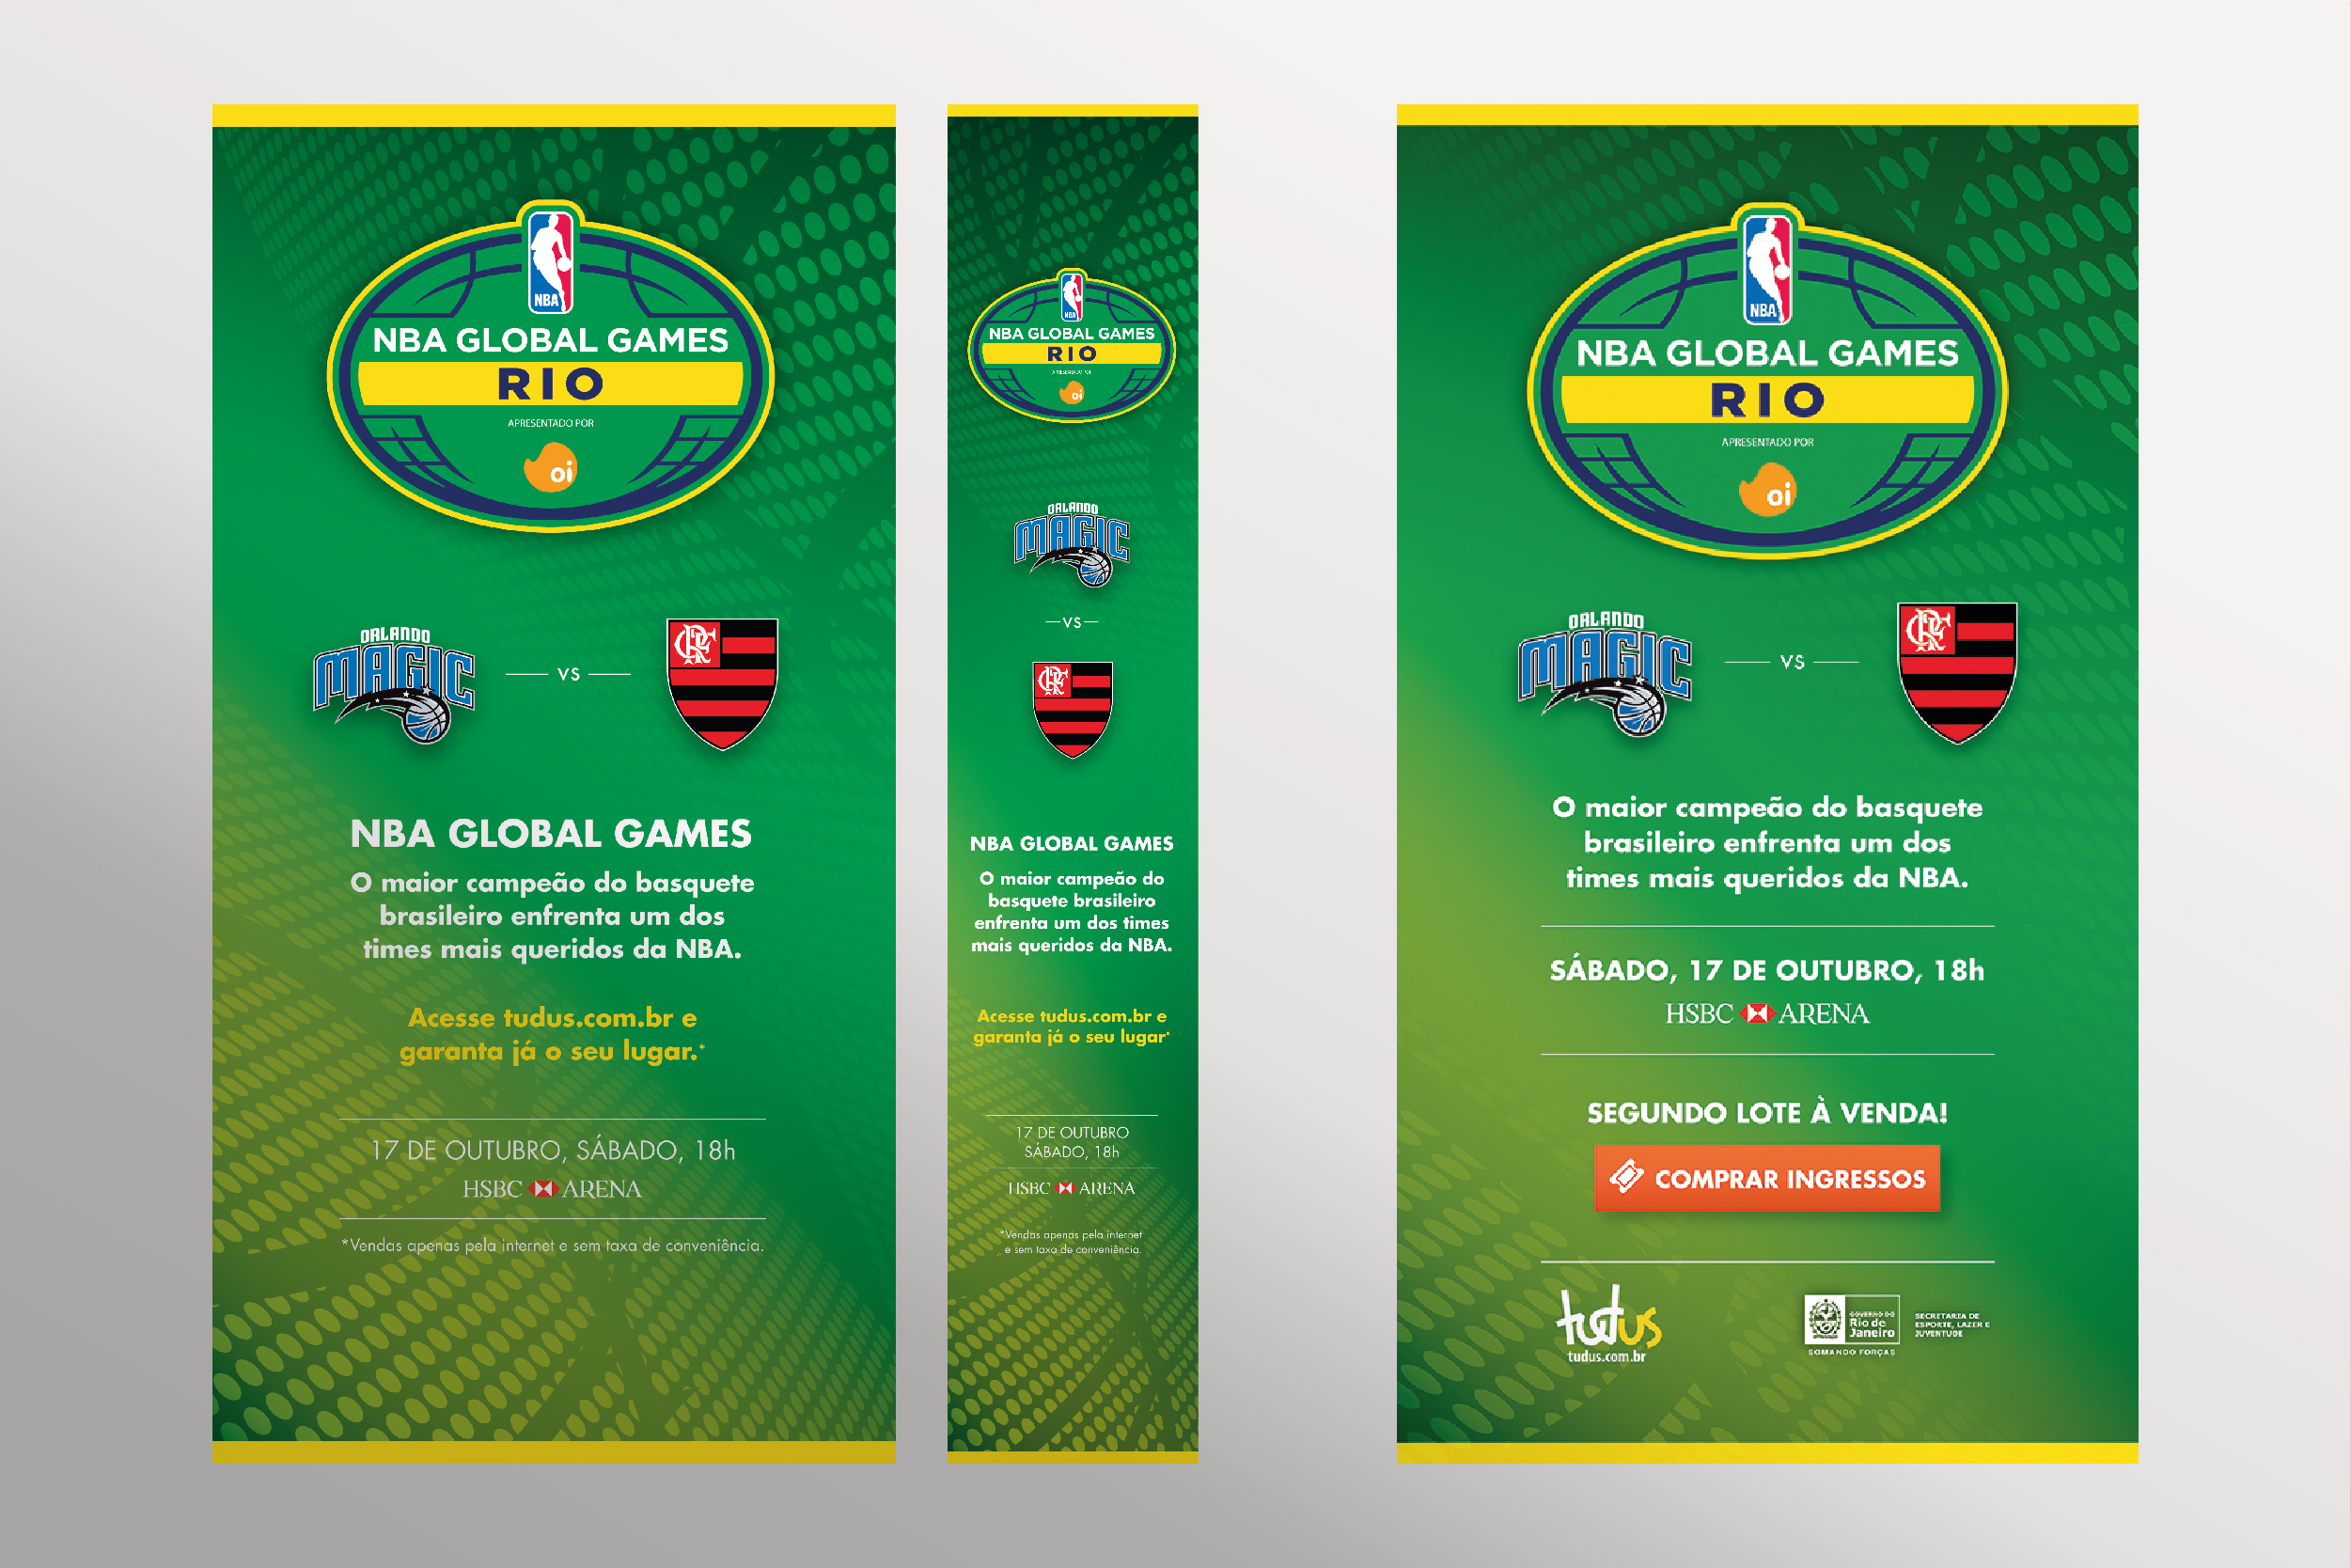 NBA
NBA GLOBAL GAMES
RIO
APRESENTADO POR
oi
ORLANDO
MAGIC
VS
CRF
NBA GLOBAL GAMES
O maior campeão do basquete
brasileiro enfrenta um dos
times mais queridos da NBA.
Acesse tudus.com.br e
garanta já o seu lugar.*
17 DE OUTUBRO, SÁBADO, 18h
HSBC ARENA
*Vendas apenas pela internet e sem taxa de conveniência.
NBA
NBA GLOBAL GAMES
RIO
APRESENTADO POR
oi
ORLANDO
MAGIC
VS
CRF
NBA GLOBAL GAMES
O maior campeão do
basquete brasileiro
enfrenta um dos times
mais queridos da NBA.
Acesse tudus.com.br e
garanta já o seu lugar*
17 DE OUTUBRO
SÁBADO, 18h
HSBC ARENA
*Vendas apenas pela internet
e sem taxa de conveniência.
NBA
NBA GLOBAL GAMES
RIO
APRESENTADO POR
oi
ORLANDO
MAGIC
VS
CRF
O maior campeão do basquete
brasileiro enfrenta um dos
times mais queridos da NBA.
SÁBADO, 17 DE OUTUBRO, 18h
HSBC ARENA
SEGUNDO LOTE À VENDA!
COMPRAR INGRESSOS
tudus
tudus.com.br
GOVERNO DO
Rio de
Janeiro
SOMANDO FORÇAS
SECRETARIA DE
ESPORTE, LAZER E
JUVENTUDE